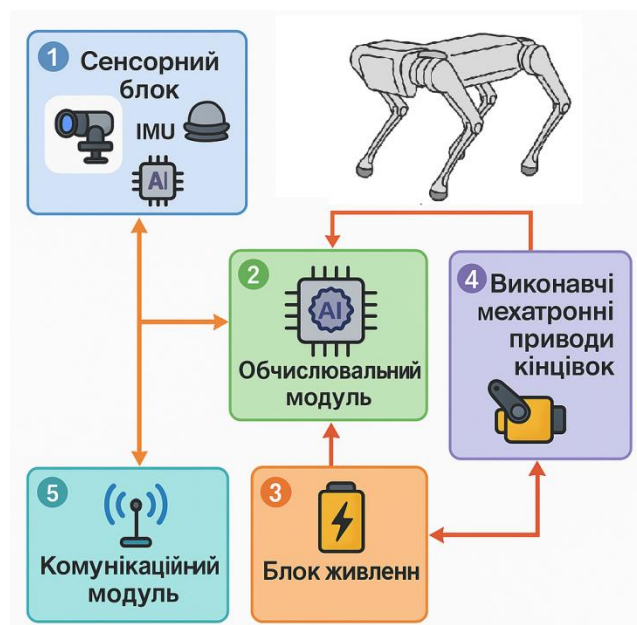 1 Сенсорний
блок
IMU
AI
2
AI
Обчислювальний
модуль
4 Виконавчі
мехатронні
приводи
кінцівок
5
Комунікаційний
модуль
3
Блок живленн